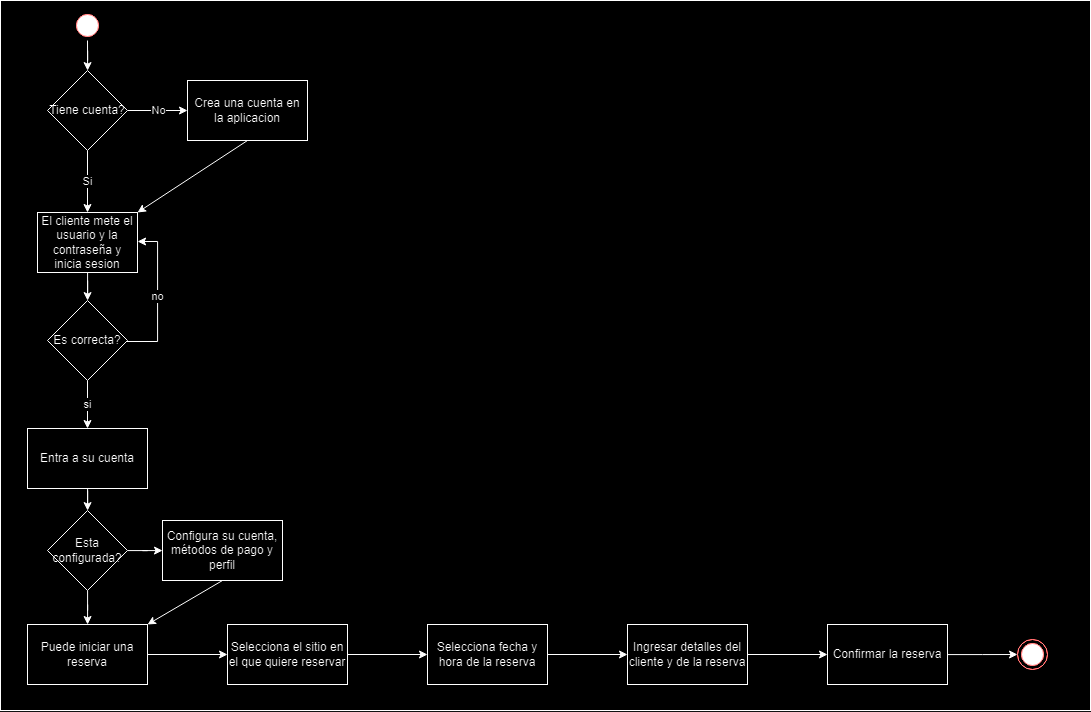 Tiene cuenta?
No
Crea una cuenta en
la aplicacion
Si
El cliente mete el
usuario y la
contraseña y
inicia sesion
no
Es correcta?
si
Entra a su cuenta
Esta
configurada?
Configura su cuenta,
métodos de pago y
perfil
Puede iniciar una
reserva
Selecciona el sitio en
el que quiere reservar
Selecciona fecha y
hora de la reserva
Ingresar detalles del
cliente y de la reserva
Confirmar la reserva